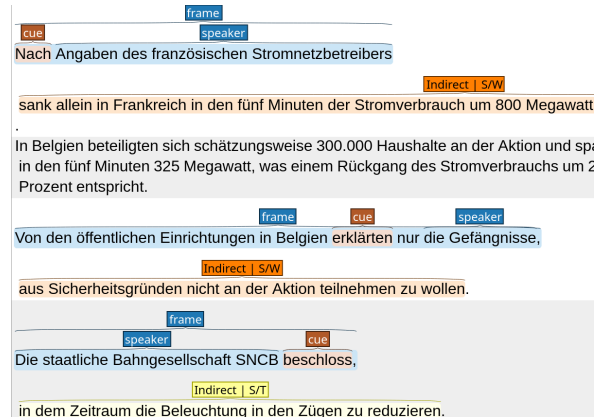 frame
cue speaker
Nach Angaben des französischen Stromnetzbetreibers
Indirect | S/W
sank allein in Frankreich in den fünf Minuten der Stromverbrauch um 800 Megawatt
.
In Belgien beteiligten sich schätzungsweise 300.000 Haushalte an der Aktion und
in den fünf Minuten 325 Megawatt, was einem Rückgang des Stromverbrauchs um
Prozent entspricht.
frame cue speaker
Von den öffentlichen Einrichtungen in Belgien erklärten nur die Gefängnisse,
Indirect | S/W
aus Sicherheitsgründen nicht an der Aktion teilnehmen zu wollen.
frame
speaker cue
Die staatliche Bahngesellschaft SNCB beschloss,
Indirect | S/T
in dem Zeitraum die Beleuchtung in den Zügen zu reduzieren.